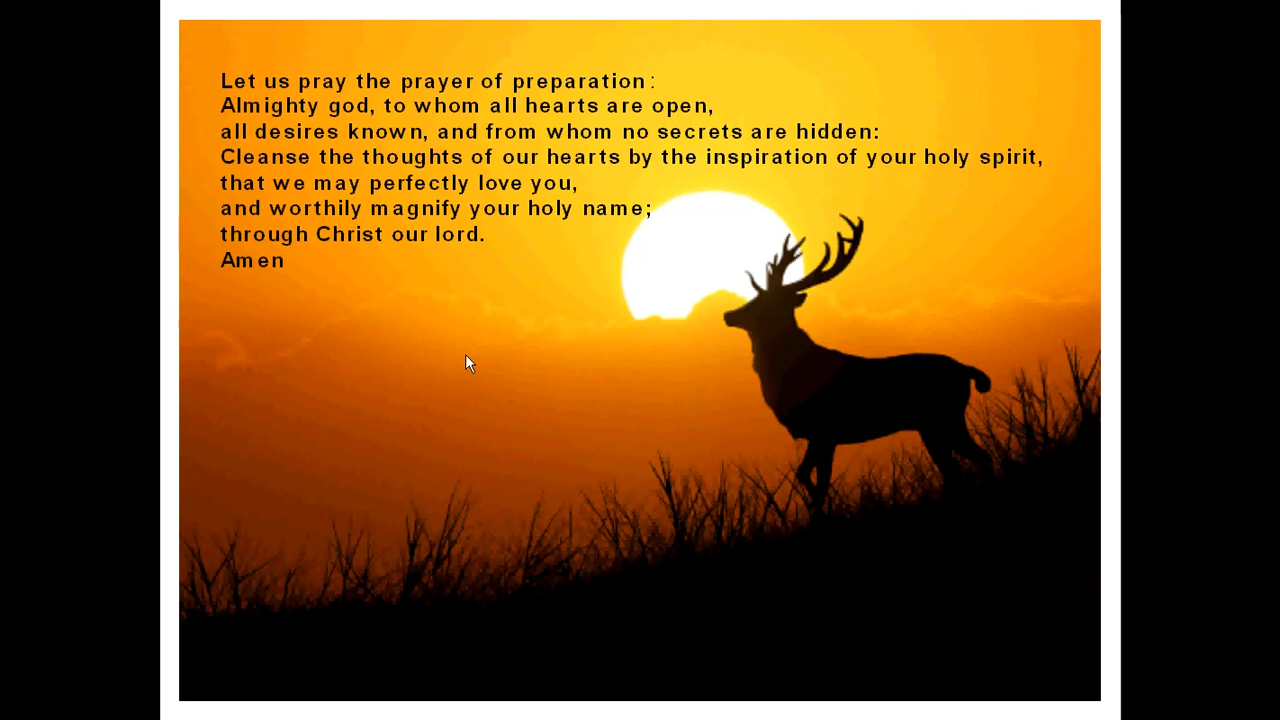 Let us pray the prayer of preparation:
Almighty god, to whom all hearts are open,
all desires known, and from whom no secrets are hidden:
Cleanse the thoughts of our hearts by the inspiration of your holy spirit,
that we may perfectly love you,
and worthily magnify your holy name;
through Christ our lord.
Amen